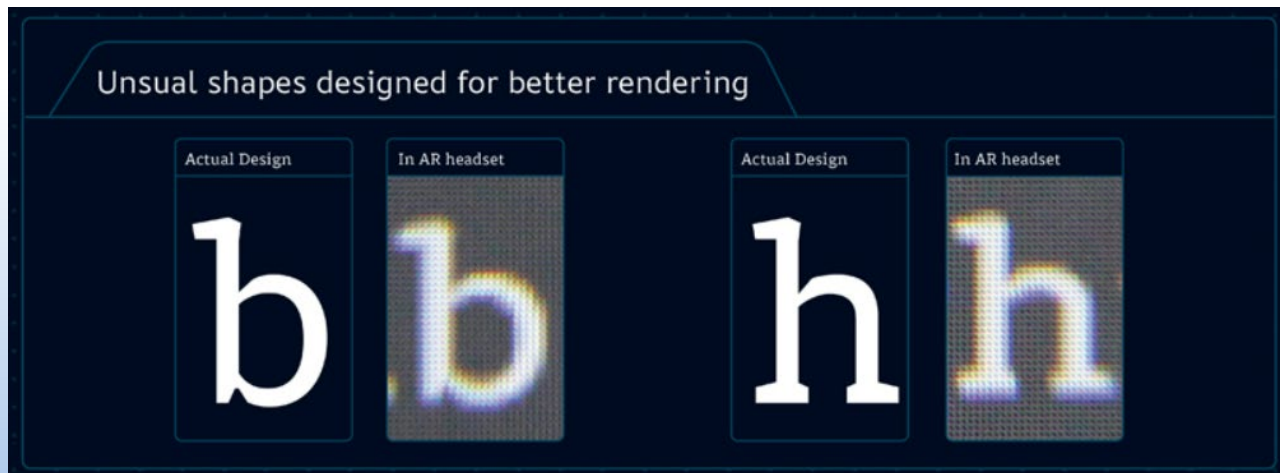 Unsual shapes designed for better rendering
Actual Design
In AR headset
Actual Design
In AR headset
b
b
h
h